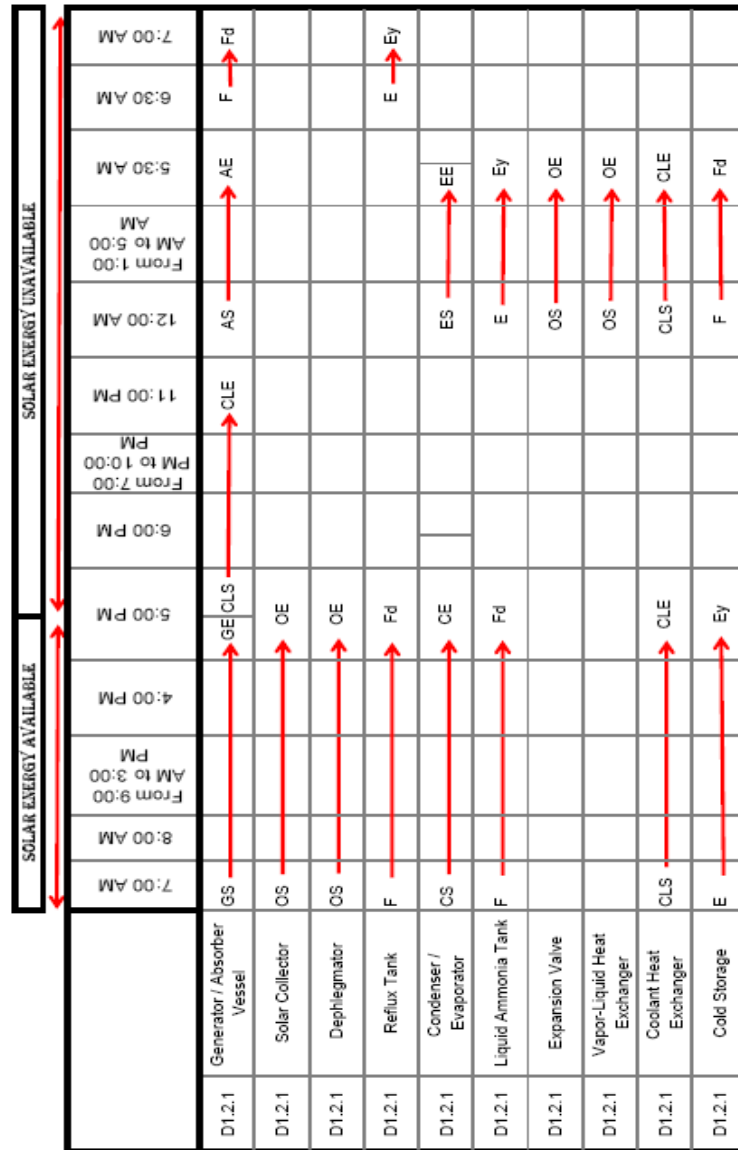 SOLAR ENERGY AVAILABLE
SOLAR ENERGY UNAVAILABLE
7:00 AM
8:00 AM
From 9:00
AM to 3:00
PM
4:00 PM
5:00 PM
6:00 PM
From 7:00
PM to 10:00
PM
11:00 PM
12:00 AM
From 1:00
AM to 5:00
AM
5:30 AM
6:30 AM
7:00 AM
D1.2.1
Generator / Absorber
Vessel
GS GE CLS CLE AS AE F Fd
D1.2.1
Solar Collector
OS OE
D1.2.1
Dephlegmator
OS OE
D1.2.1
Reflux Tank
F Fd E Ey
D1.2.1
Condenser /
Evaporator
CS CE ES EE
D1.2.1
Liquid Ammonia Tank
F Fd E Ey
D1.2.1
Expansion Valve
OS OE
D1.2.1
Vapor-Liquid Heat
Exchanger
OS OE
D1.2.1
Coolant Heat
Exchanger
CLS CLE CLS CLE
D1.2.1
Cold Storage
E Ey F Fd